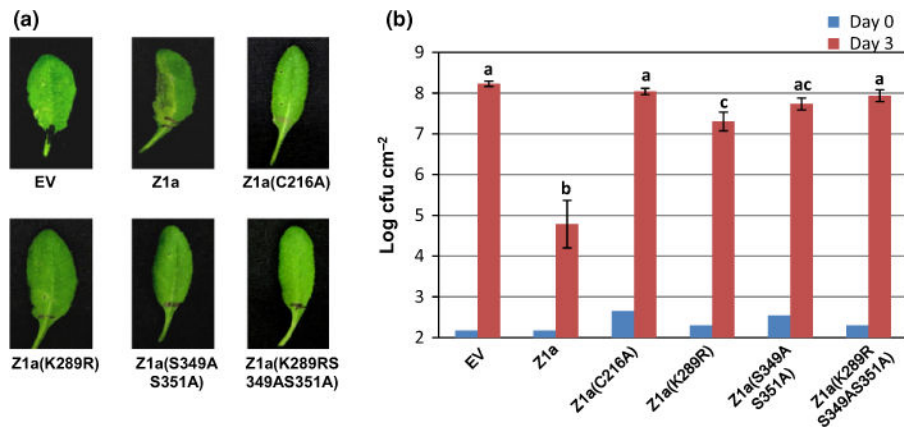 (a)
EV
Z1a
Z1a(C216A)
Z1a(K289R)
Z1a(S349A
S351A)
Z1a(K289RS
349AS351A)
(b)
Day 0
Day 3
Log cfu cm⁻²
9
8
7
6
5
4
3
2
a
b
a
c
ac
a
EV
Z1a
Z1a(C216A)
Z1a(K289R)
Z1a(S349A
S351A)
Z1a(K289R
S349AS351A)